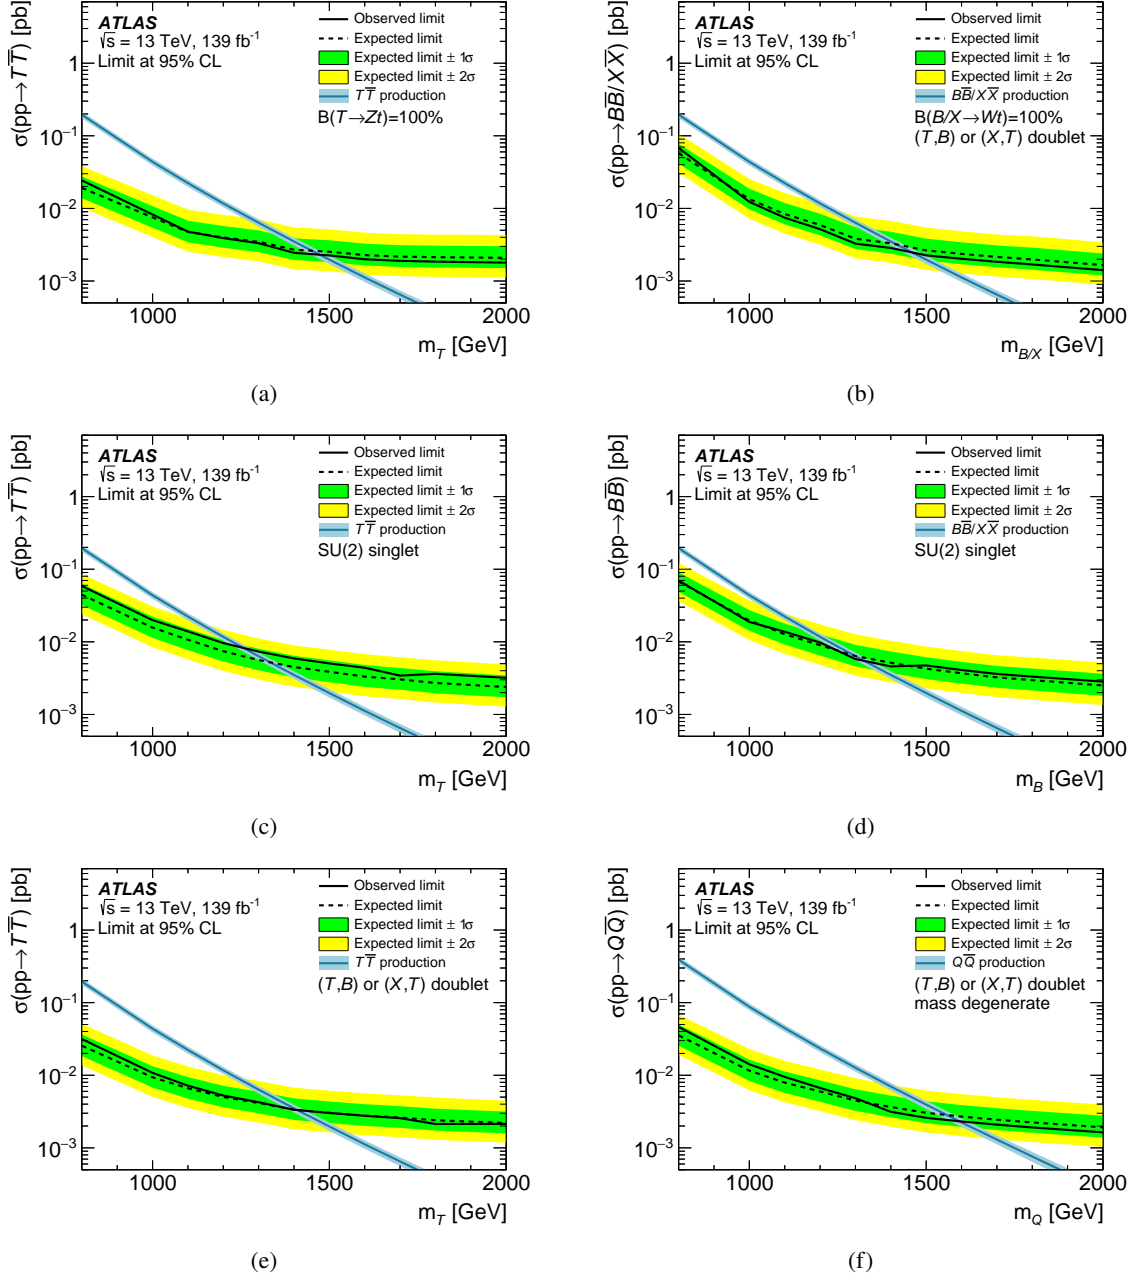 σ(pp→TT̅) [pb]
ATLAS
√s = 13 TeV, 139 fb⁻¹
Limit at 95% CL
Observed limit
Expected limit
Expected limit ± 1σ
Expected limit ± 2σ
TT̅ production
B(T→Zt)=100%
1
10⁻¹
10⁻²
10⁻³
1000 1500 2000
m_T [GeV]
(a)
σ(pp→BB̅/XX̅) [pb]
ATLAS
√s = 13 TeV, 139 fb⁻¹
Limit at 95% CL
Observed limit
Expected limit
Expected limit ± 1σ
Expected limit ± 2σ
BB̅/XX̅ production
B(B/X→Wt)=100%
(T,B) or (X,T) doublet
1
10⁻¹
10⁻²
10⁻³
1000 1500 2000
m_B/X [GeV]
(b)
σ(pp→TT̅) [pb]
ATLAS
√s = 13 TeV, 139 fb⁻¹
Limit at 95% CL
Observed limit
Expected limit
Expected limit ± 1σ
Expected limit ± 2σ
TT̅ production
SU(2) singlet
1
10⁻¹
10⁻²
10⁻³
1000 1500 2000
m_T [GeV]
(c)
σ(pp→BB̅) [pb]
ATLAS
√s = 13 TeV, 139 fb⁻¹
Limit at 95% CL
Observed limit
Expected limit
Expected limit ± 1σ
Expected limit ± 2σ
BB̅/XX̅ production
SU(2) singlet
1
10⁻¹
10⁻²
10⁻³
1000 1500 2000
m_B [GeV]
(d)
σ(pp→TT̅) [pb]
ATLAS
√s = 13 TeV, 139 fb⁻¹
Limit at 95% CL
Observed limit
Expected limit
Expected limit ± 1σ
Expected limit ± 2σ
TT̅ production
(T,B) or (X,T) doublet
1
10⁻¹
10⁻²
10⁻³
1000 1500 2000
m_T [GeV]
(e)
σ(pp→QQ̅) [pb]
ATLAS
√s = 13 TeV, 139 fb⁻¹
Limit at 95% CL
Observed limit
Expected limit
Expected limit ± 1σ
Expected limit ± 2σ
QQ̅ production
(T,B) or (X,T) doublet
mass degenerate
1
10⁻¹
10⁻²
10⁻³
1000 1500 2000
m_Q [GeV]
(f)